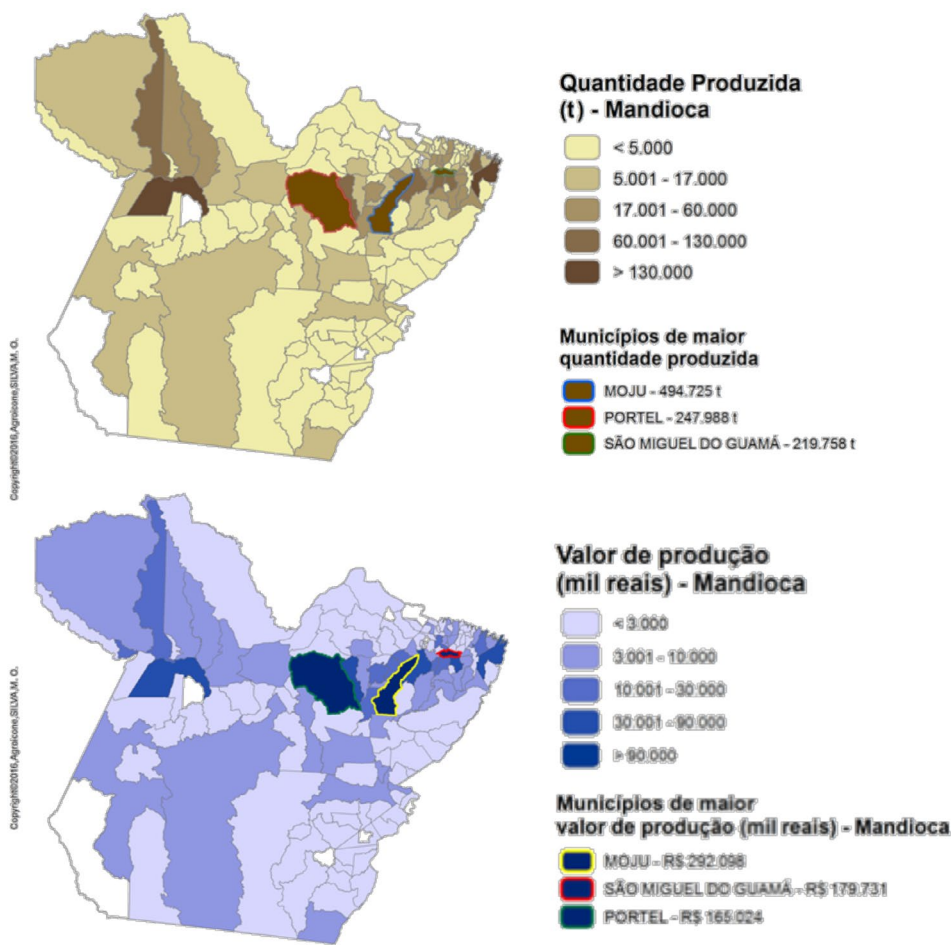 Quantidade Produzida
(t) - Mandioca
< 5.000
5.001 - 17.000
17.001 - 60.000
60.001 - 130.000
> 130.000
Municípios de maior
quantidade produzida
MOJU - 494.725 t
PORTEL - 247.988 t
SÃO MIGUEL DO GUAMÁ - 219.758 t
Copyright©2016,Agroicone,SILVA,M. O.
Valor de produção
(mil reais) - Mandioca
< 3.000
3.001 - 10.000
10.001 - 30.000
30.001 - 90.000
> 90.000
Municípios de maior
valor de produção (mil reais) - Mandioca
MOJU - R$ 292.098
SÃO MIGUEL DO GUAMÁ - R$ 179.731
PORTEL - R$ 165.024
Copyright©2016,Agroicone,SILVA,M. O.